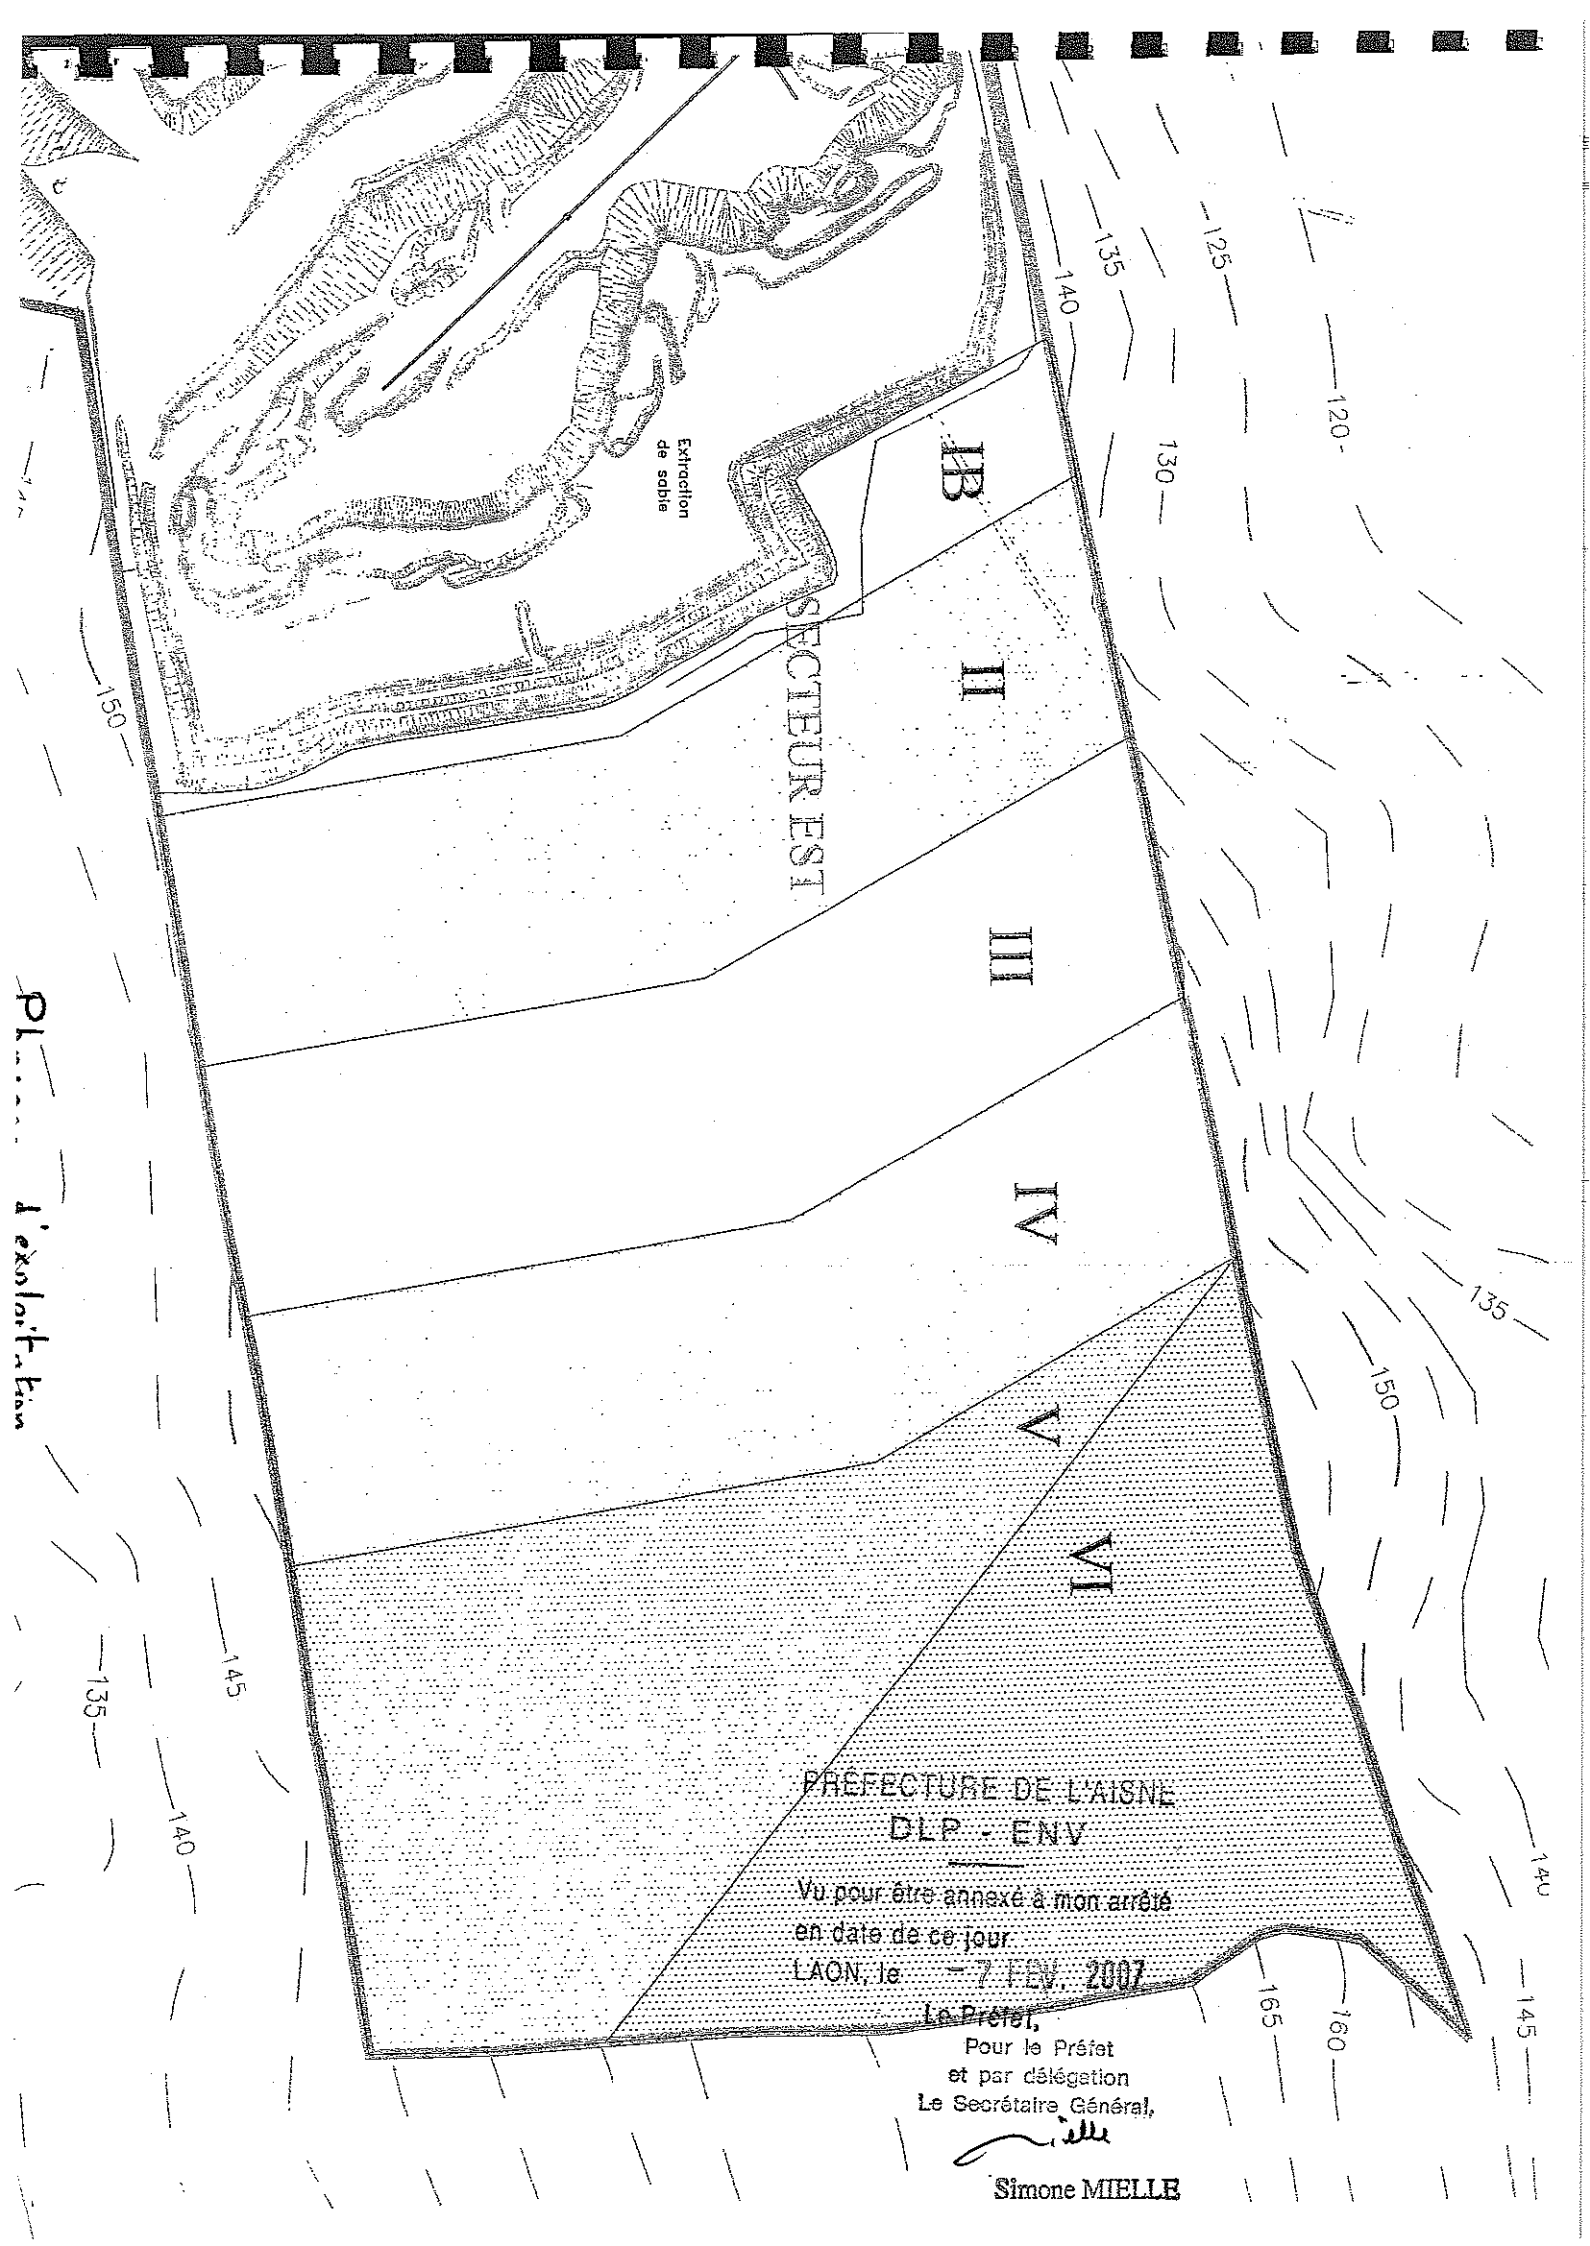 -125-
-135-
-140-
120-
130
IB
Extraction
de sable
II
SECTEUR EST
-150-
III
IV
135-
-150-
V
VI
-145
-135-
-140-
-140
PRÉFECTURE DE L'AISNE
DLP - ENV
Vu pour être annexé à mon arrêté
en date de ce jour
LAON, le - 7 FEV. 2007
Le Préfet,
Pour le Préfet
et par délégation
Le Secrétaire Général,
Simone MIELLE
-165-
-160-
-145-
d'exploitation